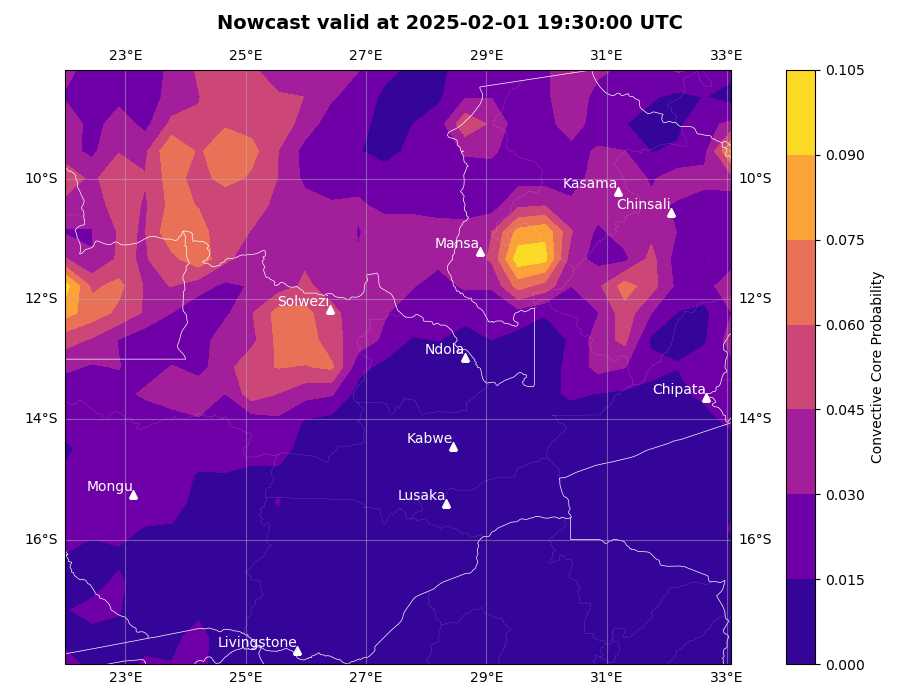 Nowcast valid at 2025-02-01 19:30:00 UTC
23°E 25°E 27°E 29°E 31°E 33°E
0.105
0.090
0.075
0.060
0.045
0.030
0.015
0.000
Convective Core Probability
10°S 10°S
12°S 12°S
14°S 14°S
16°S 16°S
Kasama
Chinsali
Mansa
Solwezi
Ndola
Chipata
Kabwe
Mongu
Lusaka
Livingstone
23°E 25°E 27°E 29°E 31°E 33°E